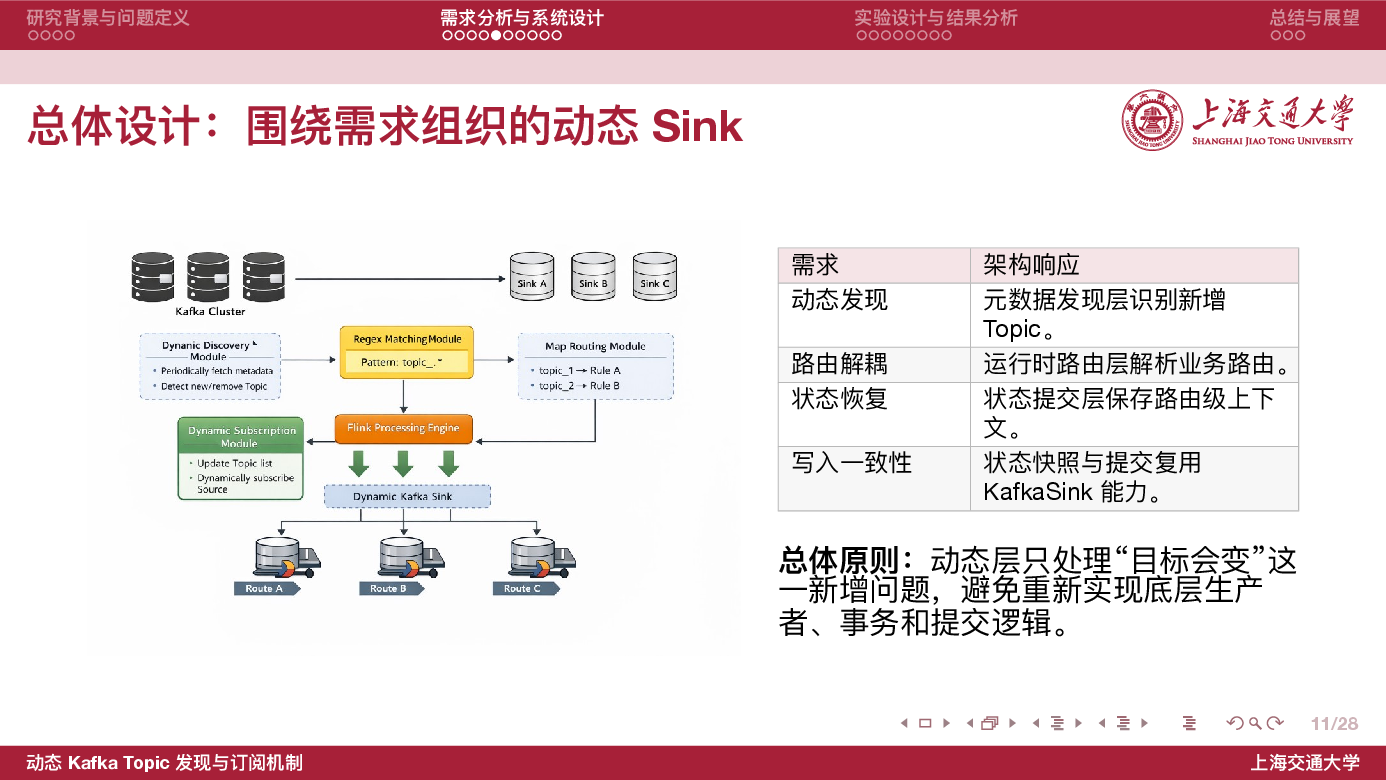 研究背景与问题定义
需求分析与系统设计
实验设计与结果分析
总结与展望
总体设计：围绕需求组织的动态 Sink
上海交通大学
SHANGHAI JIAO TONG UNIVERSITY
Sink A
Sink B
Sink C
Kafka Cluster
Dynanic Discovery
Module
• Periodically fetch metadata
• Detect new/remove Topic
Regex MatchingModule
Pattern: topic_.*
Map Routing Module
• topic_1 → Rule A
• topic_2 → Rule B
Dynamic Subscription
Module
• Update Topic list
• Dynamically subscribe
Source
Flink Processing Engine
Dynamic Kafka Sink
Route A
Route B
Route C
需求 架构响应
动态发现 元数据发现层识别新增
Topic。
路由解耦 运行时路由层解析业务路由。
状态恢复 状态提交层保存路由级上下
文。
写入一致性 状态快照与提交复用
KafkaSink 能力。
总体原则：动态层只处理“目标会变”这
一新增问题，避免重新实现底层生产
者、事务和提交逻辑。
11/28
动态 Kafka Topic 发现与订阅机制
上海交通大学